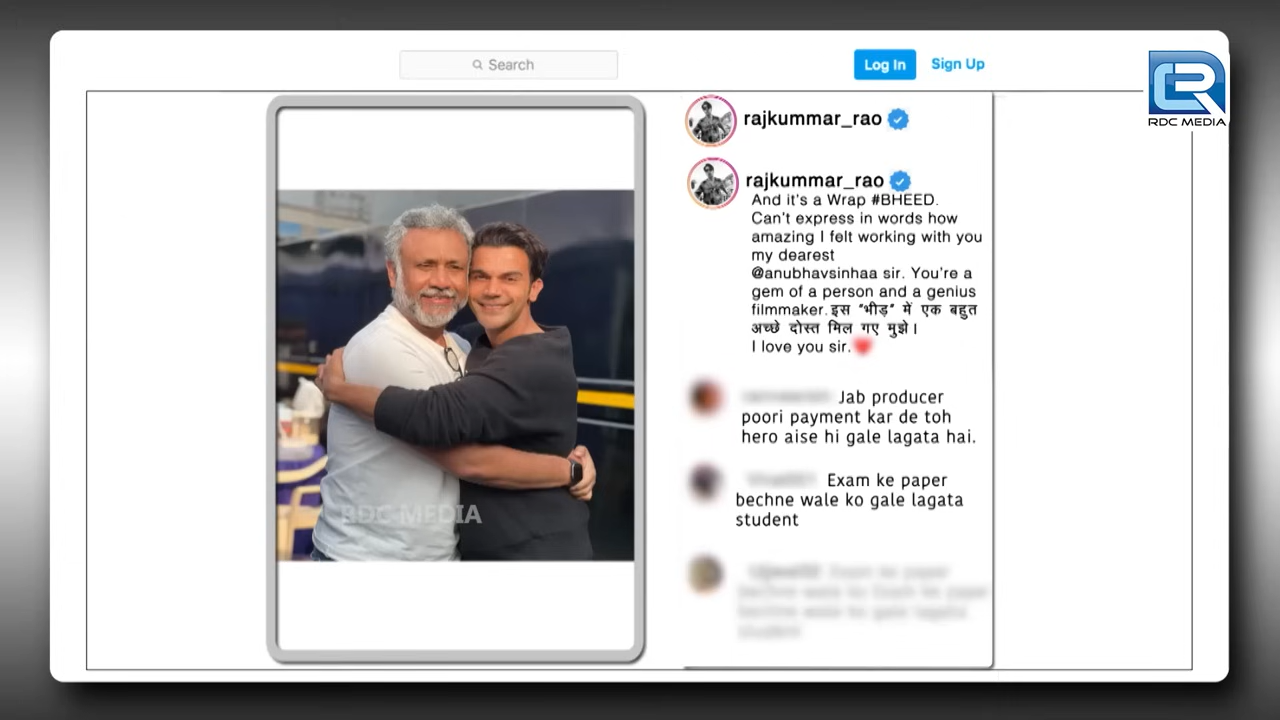 Search
Log In
Sign Up
RDC MEDIA
rajkummar_rao
rajkummar_rao
And it's a Wrap #BHEED.
Can't express in words how
amazing I felt working with you
my dearest
@anubhavsinhaa sir. You're a
gem of a person and a genius
filmmaker. इस "भीड़" में एक बहुत
अच्छे दोस्त मिल गए मुझे।
I love you sir.
Jab producer
poori payment kar de toh
hero aise hi gale lagata hai.
Exam ke paper
bechne wale ko gale lagata
student
RDC MEDIA